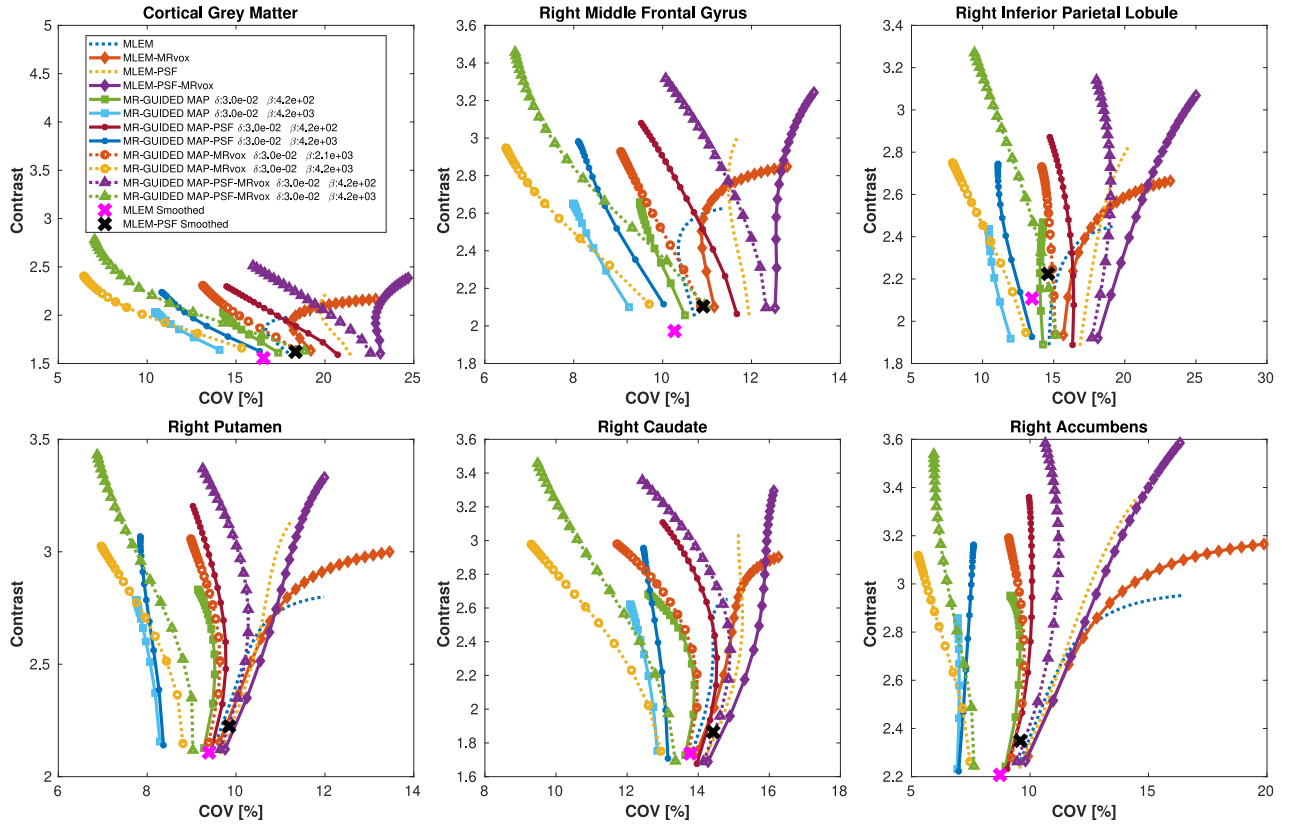 Cortical Grey Matter
Contrast
5
4.5
4
3.5
3
2.5
2
1.5
MLEM
MLEM-MRvox
MLEM-PSF
MLEM-PSF-MRvox
MR-GUIDED MAP δ:3.0e-02 β:4.2e+02
MR-GUIDED MAP δ:3.0e-02 β:4.2e+03
MR-GUIDED MAP-PSF δ:3.0e-02 β:4.2e+02
MR-GUIDED MAP-PSF δ:3.0e-02 β:4.2e+03
MR-GUIDED MAP-MRvox δ:3.0e-02 β:2.1e+03
MR-GUIDED MAP-MRvox δ:3.0e-02 β:4.2e+03
MR-GUIDED MAP-PSF-MRvox δ:3.0e-02 β:4.2e+02
MR-GUIDED MAP-PSF-MRvox δ:3.0e-02 β:4.2e+03
MLEM Smoothed
MLEM-PSF Smoothed
5 10 15 20 25
COV [%]
Right Middle Frontal Gyrus
Contrast
3.6
3.4
3.2
3
2.8
2.6
2.4
2.2
2
1.8
6 8 10 12 14
COV [%]
Right Inferior Parietal Lobule
Contrast
3.4
3.2
3
2.8
2.6
2.4
2.2
2
1.8
5 10 15 20 25 30
COV [%]
Right Putamen
Contrast
3.5
3
2.5
2
6 8 10 12 14
COV [%]
Right Caudate
Contrast
3.6
3.4
3.2
3
2.8
2.6
2.4
2.2
2
1.8
1.6
8 10 12 14 16 18
COV [%]
Right Accumbens
Contrast
3.6
3.4
3.2
3
2.8
2.6
2.4
2.2
5 10 15 20
COV [%]